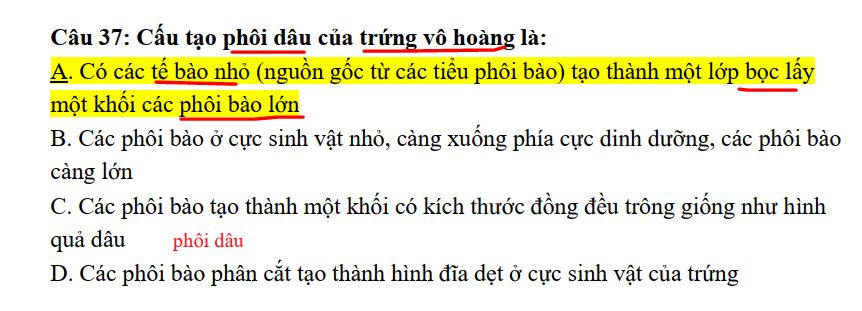 Câu 37: Cấu tạo phôi dâu của trứng vô hoàng là:
A. Có các tế bào nhỏ (nguồn gốc từ các tiểu phôi bào) tạo thành một lớp bọc lấy
một khối các phôi bào lớn
B. Các phôi bào ở cực sinh vật nhỏ, càng xuống phía cực dinh dưỡng, các phôi bào
càng lớn
C. Các phôi bào tạo thành một khối có kích thước đồng đều trông giống như hình
quả dâu phôi dâu
D. Các phôi bào phân cắt tạo thành hình đĩa dẹt ở cực sinh vật của trứng